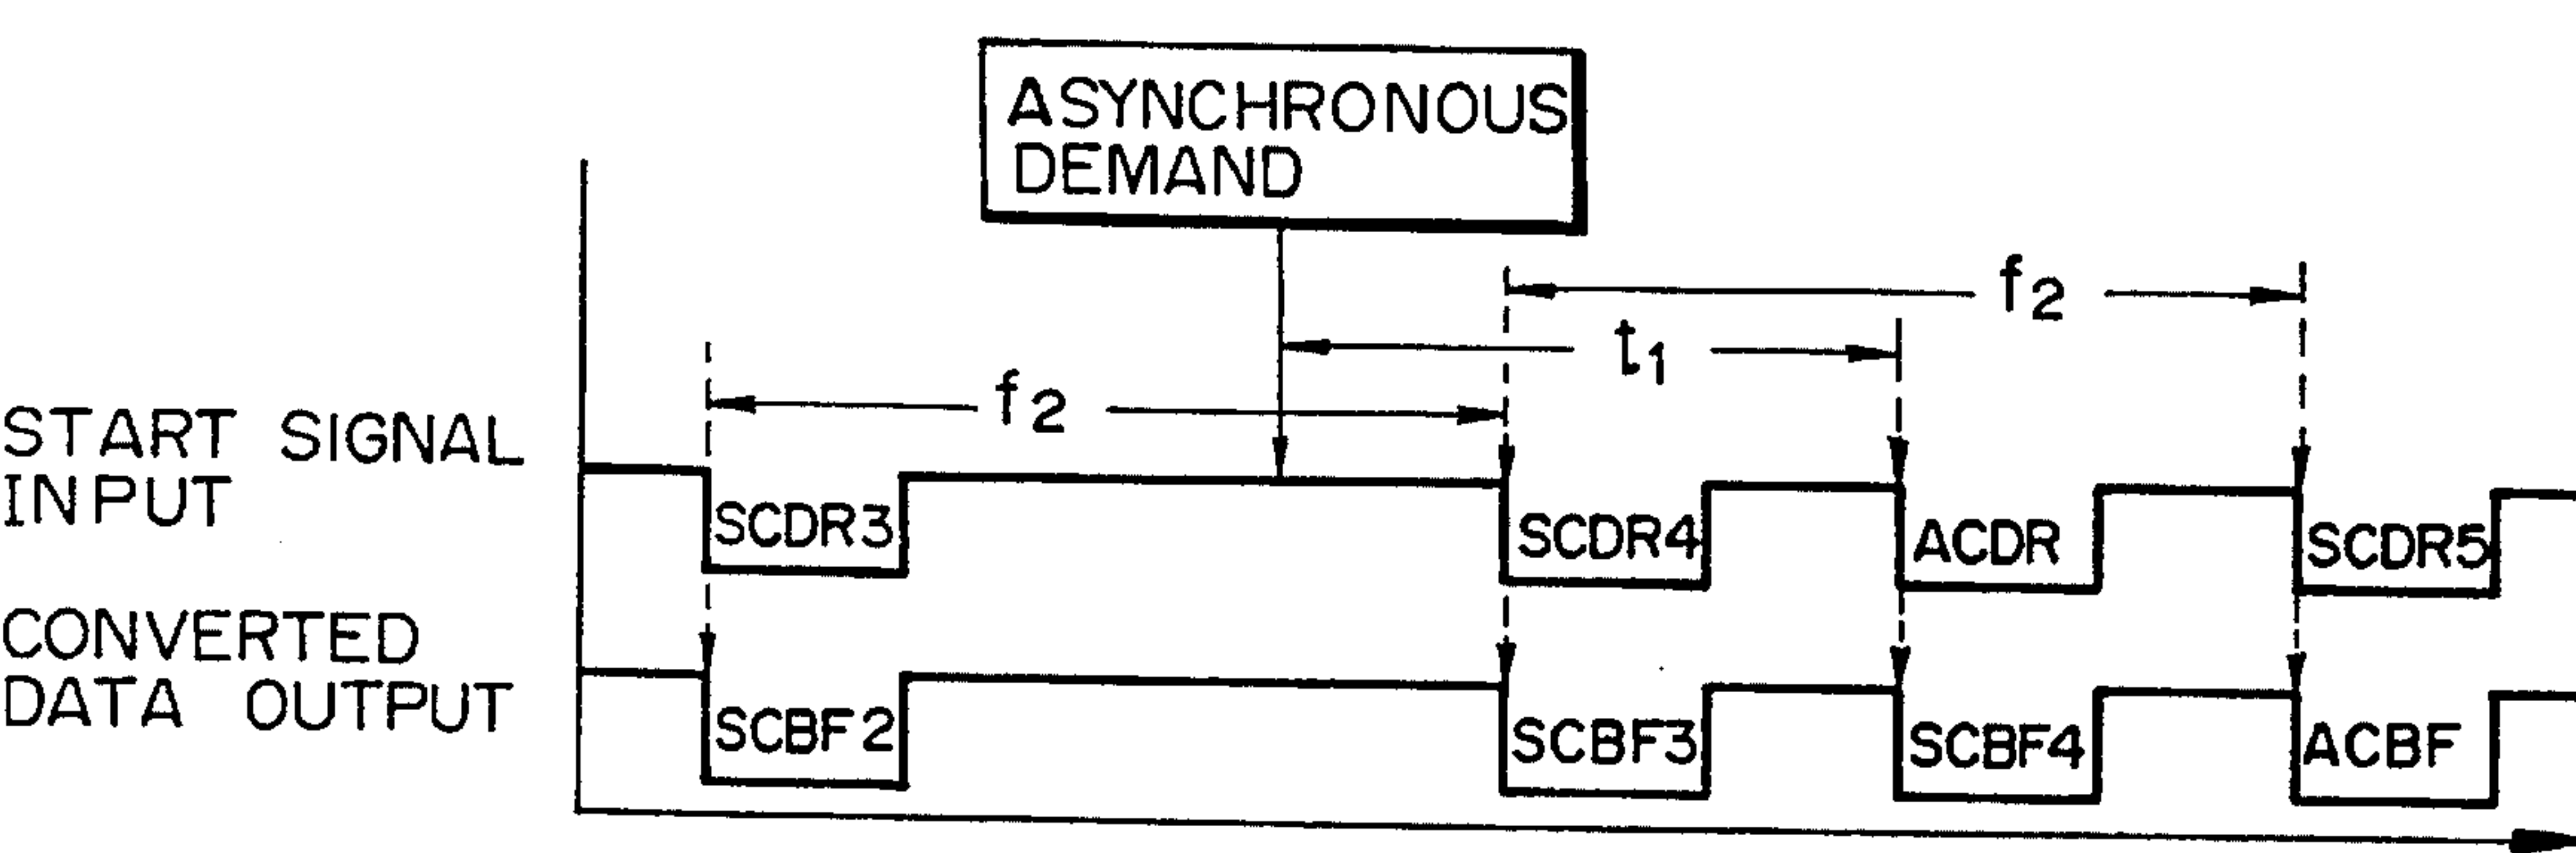 ASYNCHRONOUS
DEMAND
f2
t1
f2
START SIGNAL
INPUT
SCDR3
SCDR4
ACDR
SCDR5
CONVERTED
DATA OUTPUT
SCBF2
SCBF3
SCBF4
ACBF